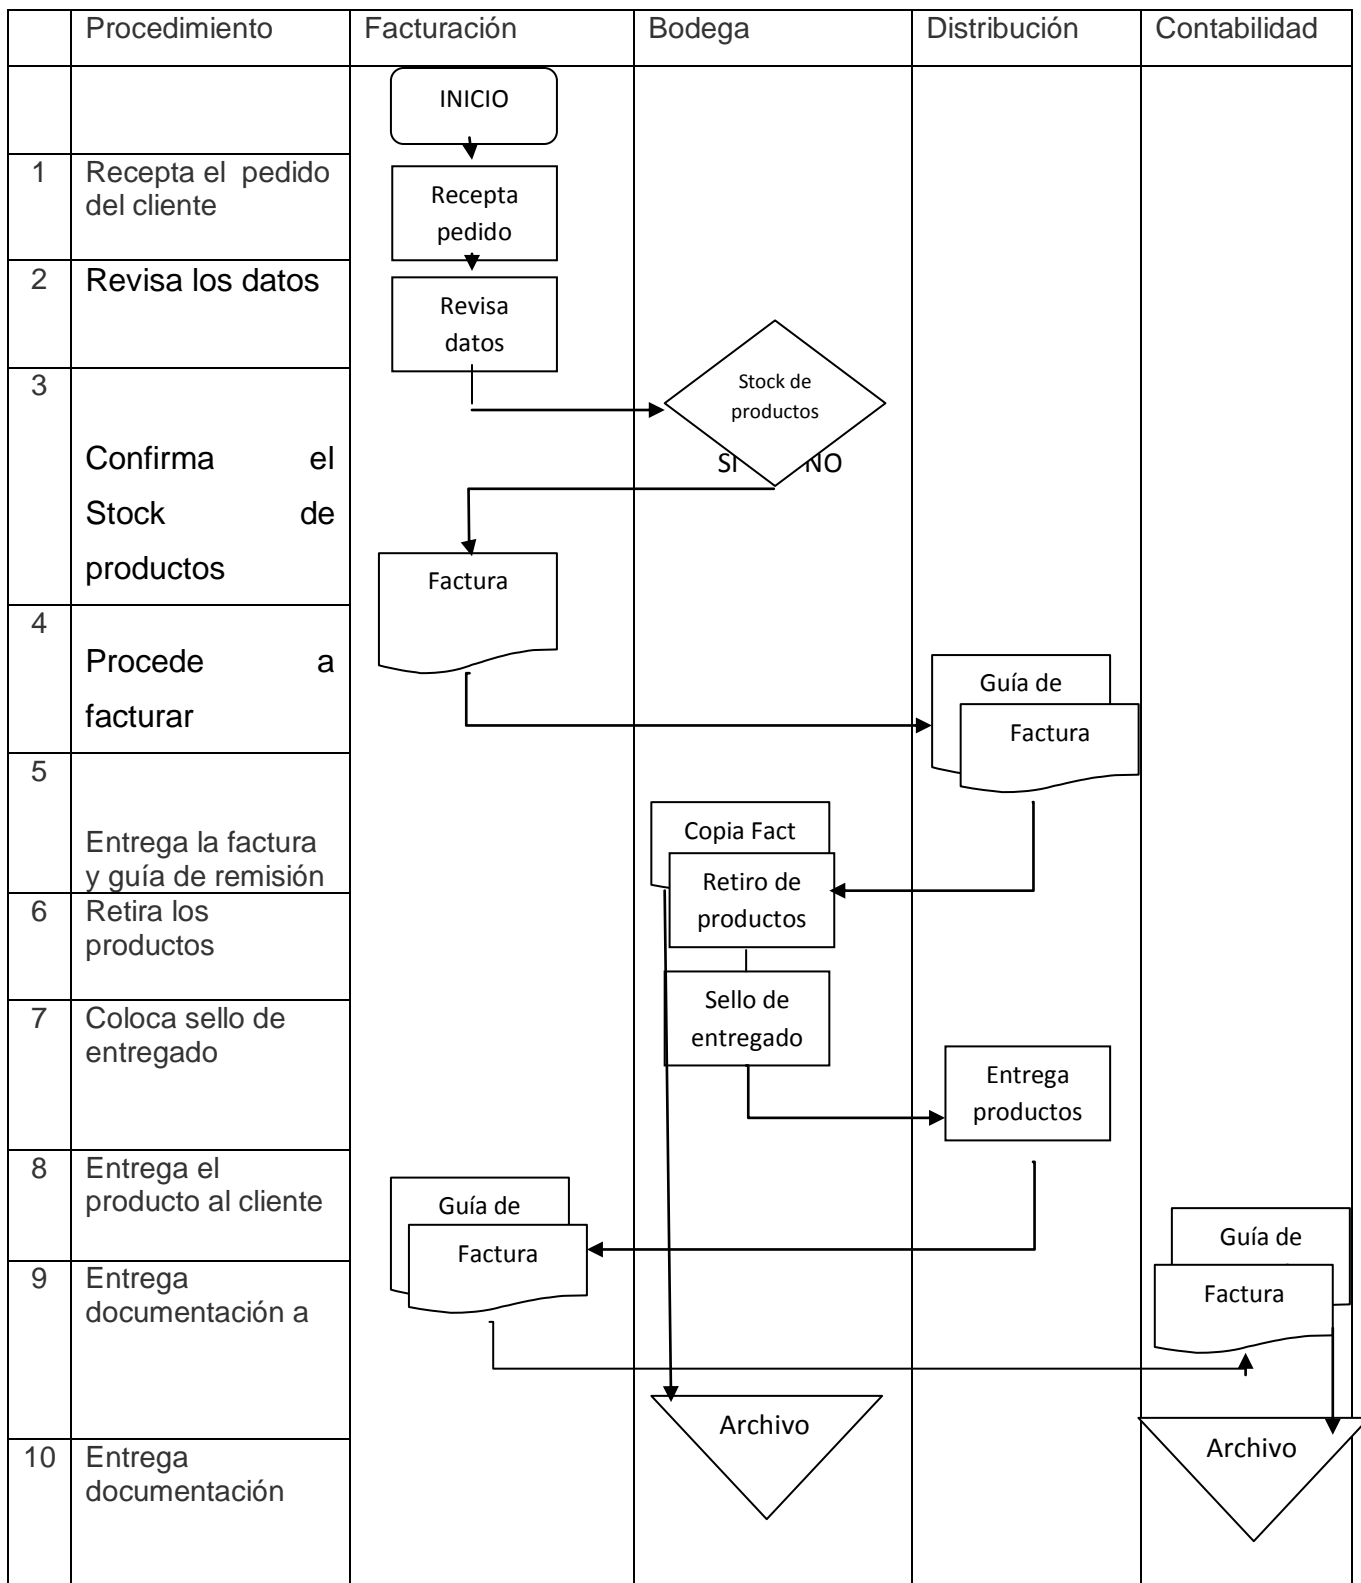 Procedimiento
Facturación
Bodega
Distribución
Contabilidad
INICIO
1
Recepta el pedido
del cliente
Recepta
pedido
2
Revisa los datos
Revisa
datos
3
Confirma el
Stock de
productos
Stock de
productos
SI
NO
Factura
4
Procede a
facturar
Guía de
Factura
5
Entrega la factura
y guía de remisión
Copia Fact
Retiro de
productos
6
Retira los
productos
Sello de
entregado
7
Coloca sello de
entregado
Entrega
productos
8
Entrega el
producto al cliente
Guía de
Factura
Guía de
Factura
9
Entrega
documentación a
Archivo
Archivo
10
Entrega
documentación